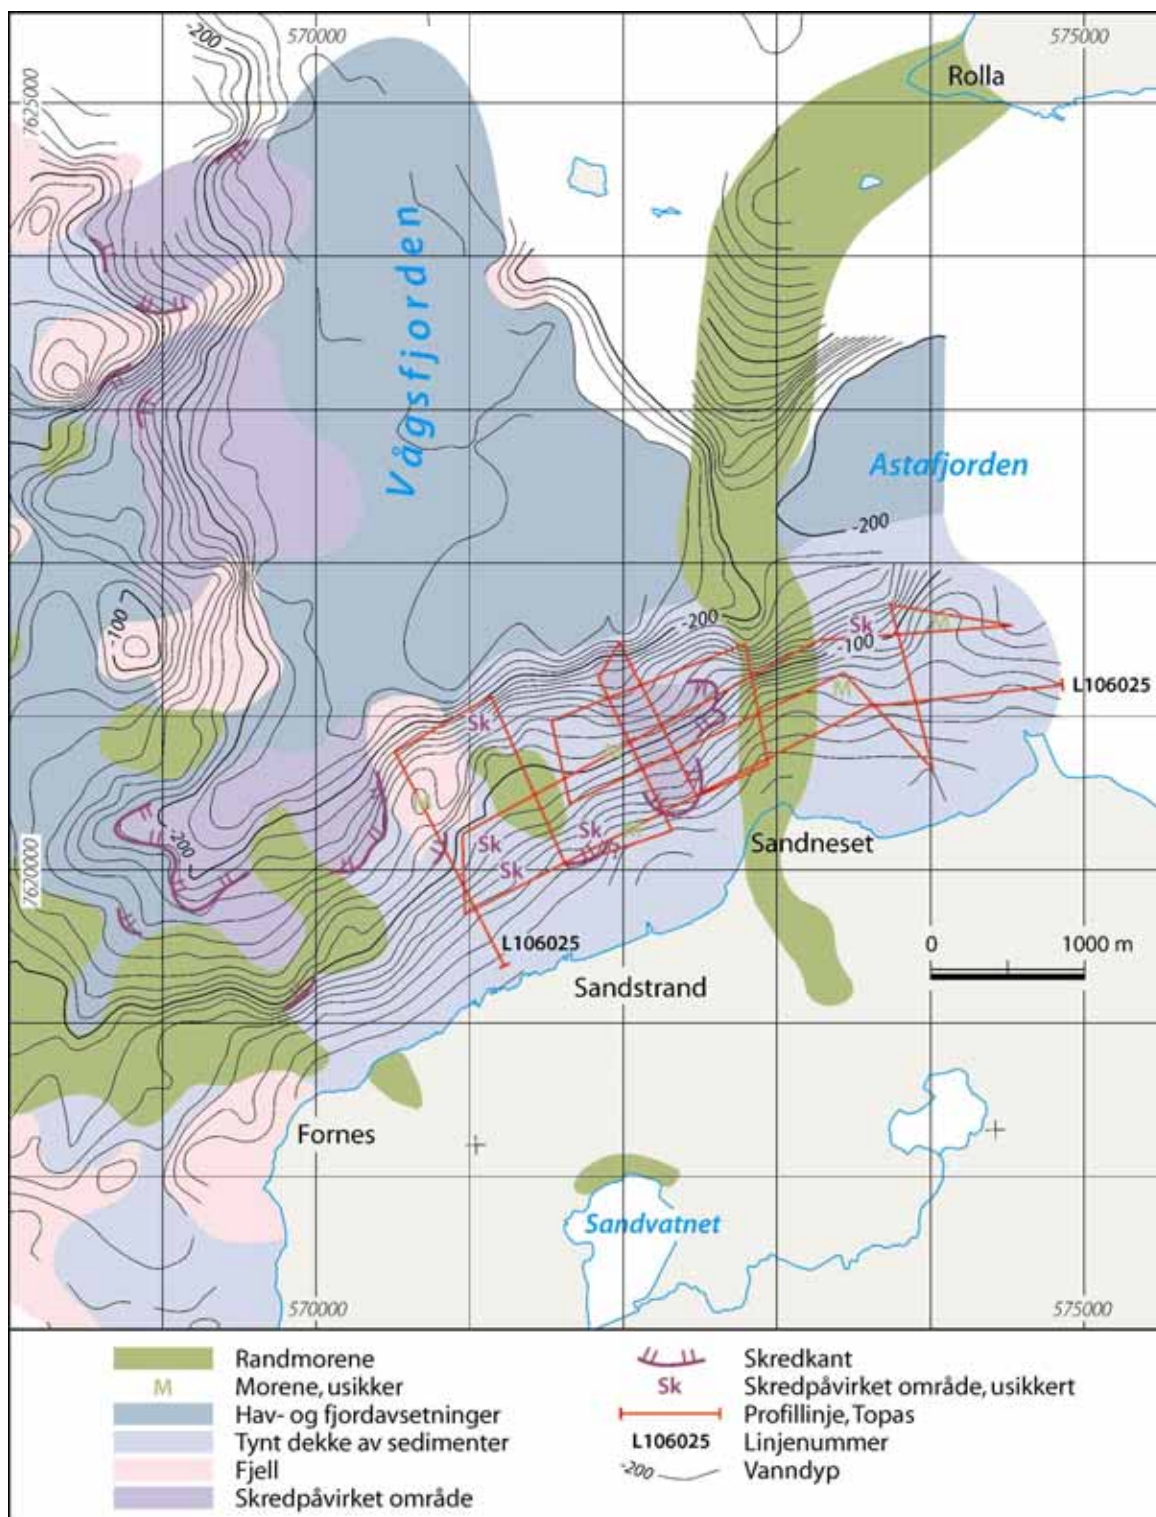 570000
575000
-200
7625000
Rolla
Vågsfjorden
Astafjorden
-200
-100
-200
Sk
M
-100
M
L106025
Sk
M
M
-200
Sk
Sk
Sk
M
Sandneset
7620000
L106025
0 1000 m
Sandstrand
Fornes
Sandvatnet
570000
575000
Randmorene
M Morene, usikker
Hav- og fjordavsetninger
Tynt dekke av sedimenter
Fjell
Skredpåvirket område
Skredkant
Sk Skredpåvirket område, usikkert
Profillinje, Topas
L106025 Linjenummer
-200 Vanndyp